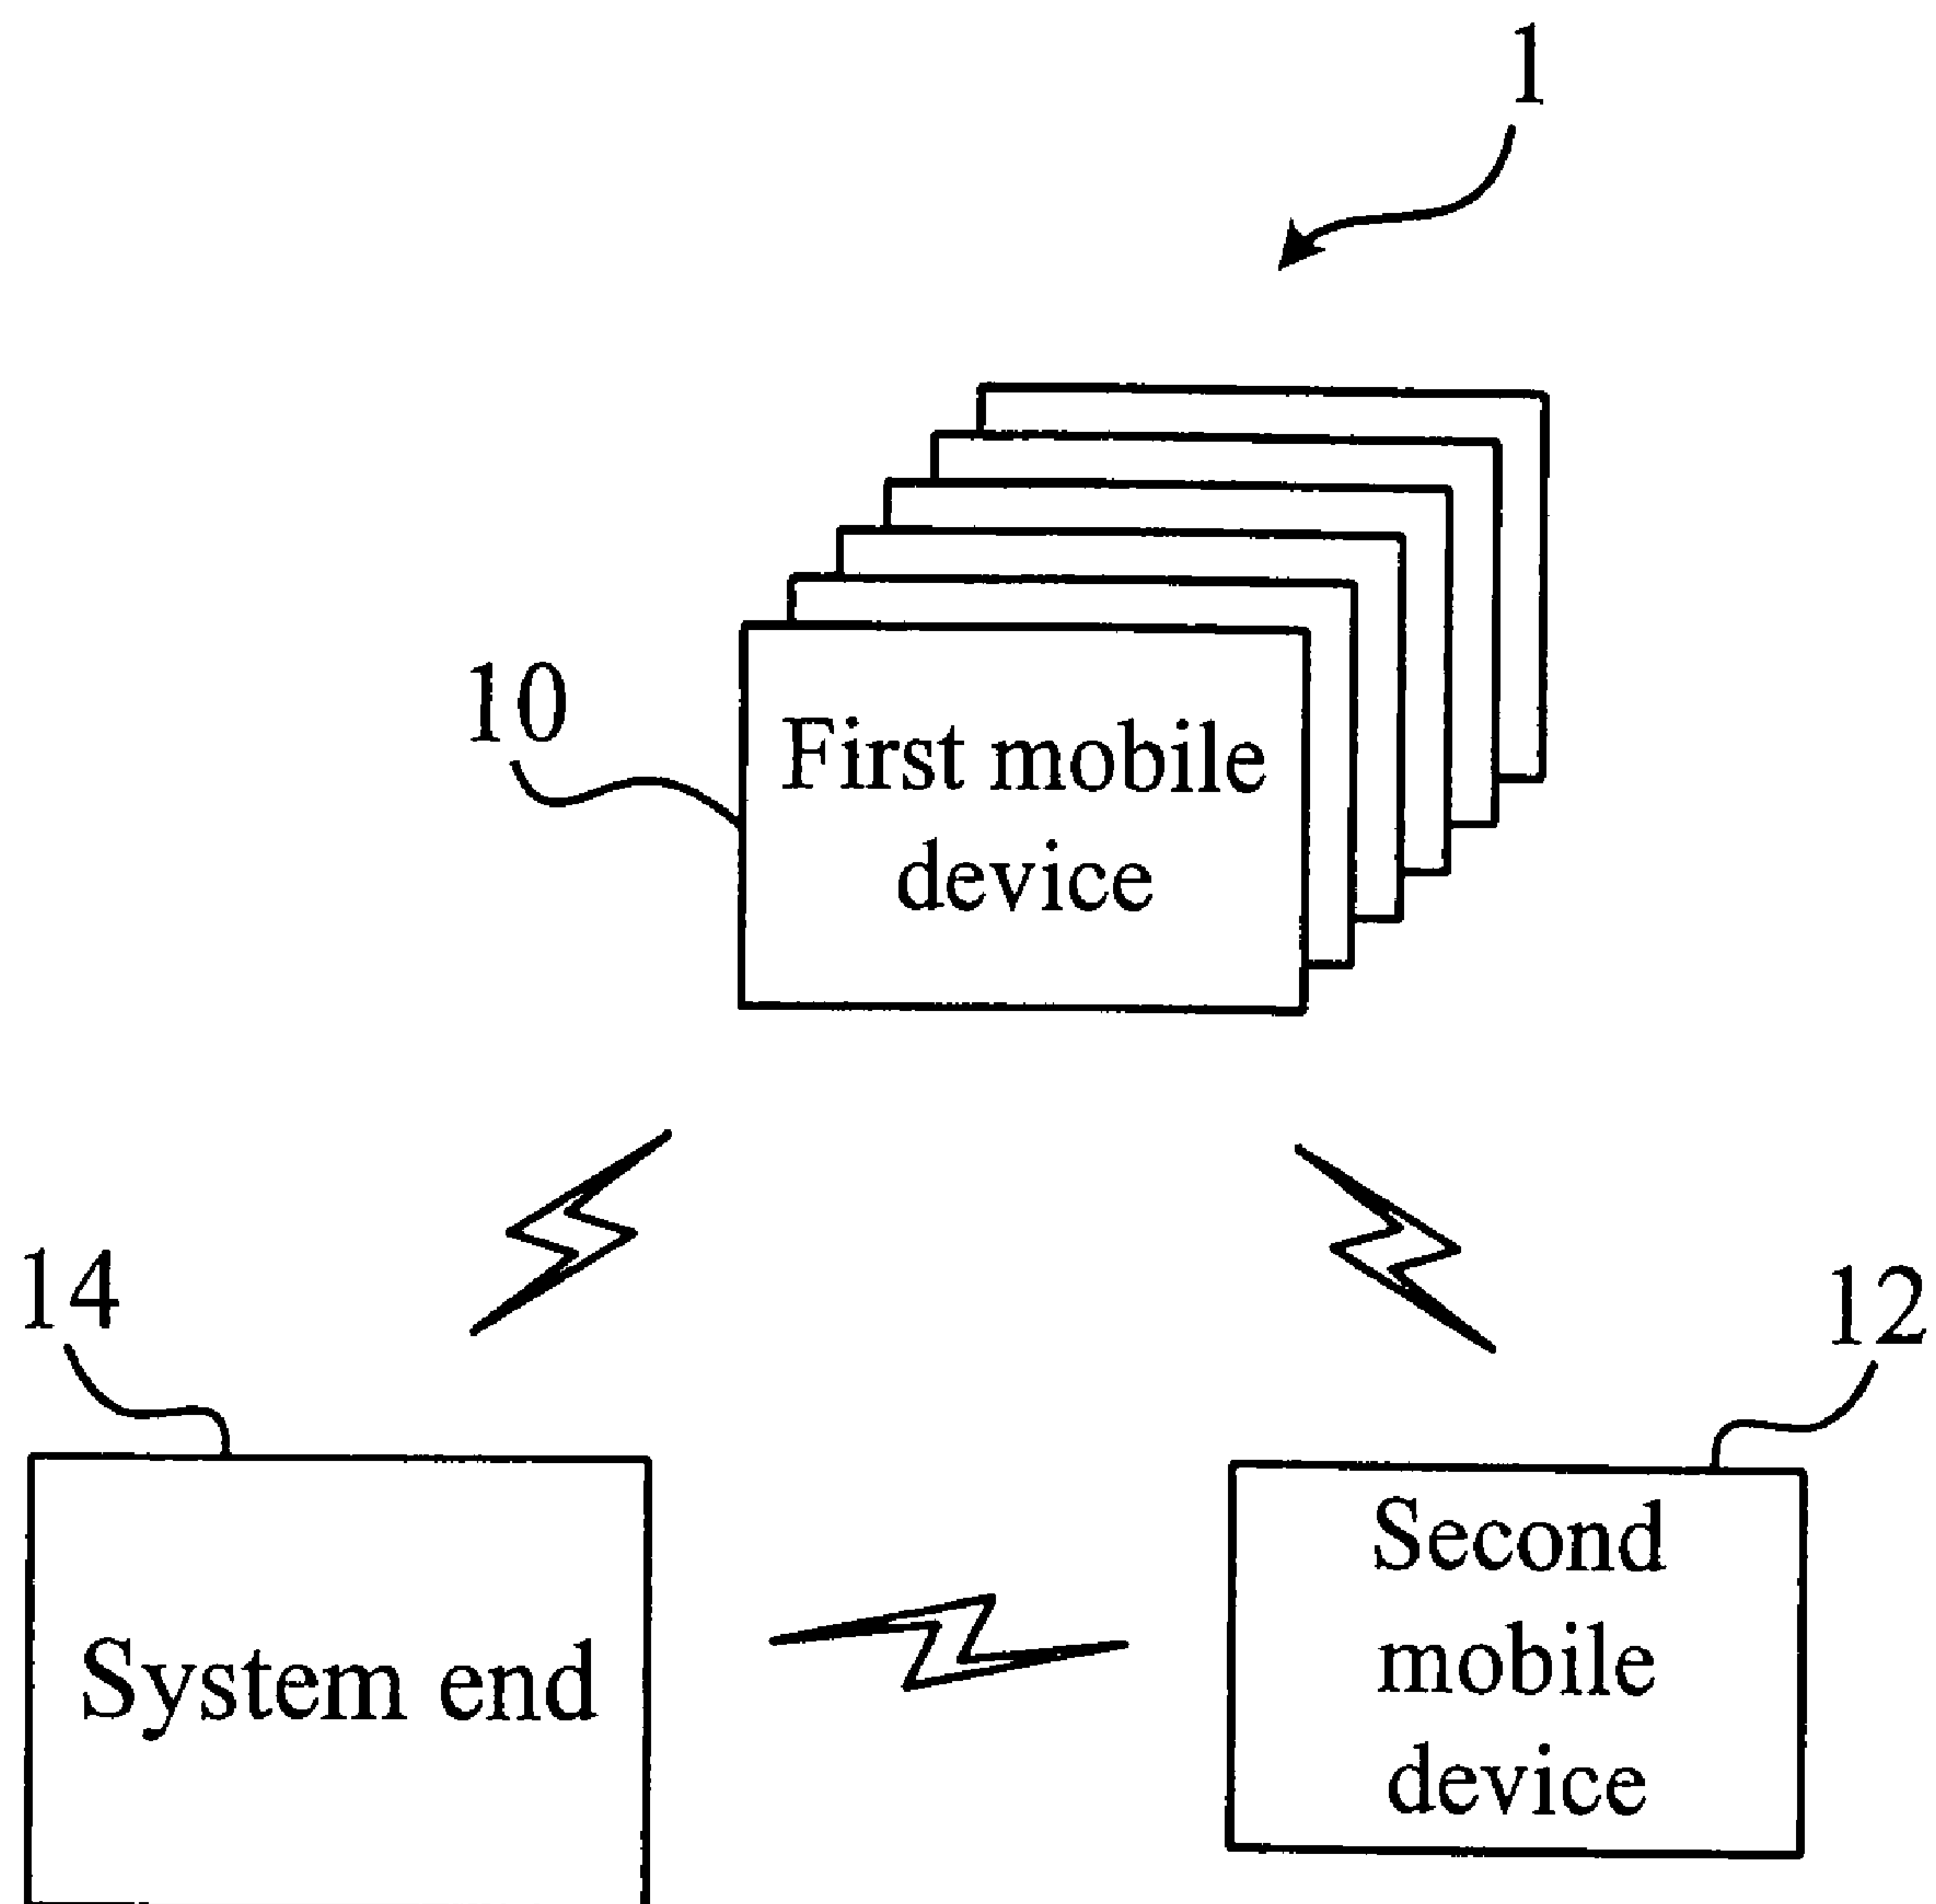 1
10
First mobile
device
14
12
System end
Second
mobile
device